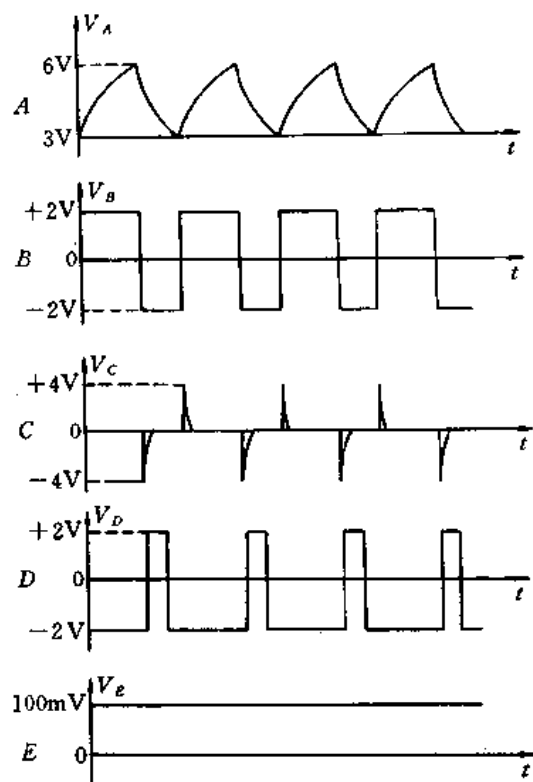 V_A
6V
A
3V
t
V_B
+2V
B 0
t
−2V
V_C
+4V
C 0
t
−4V
V_D
+2V
D 0
t
−2V
V_E
100mV
E 0
t